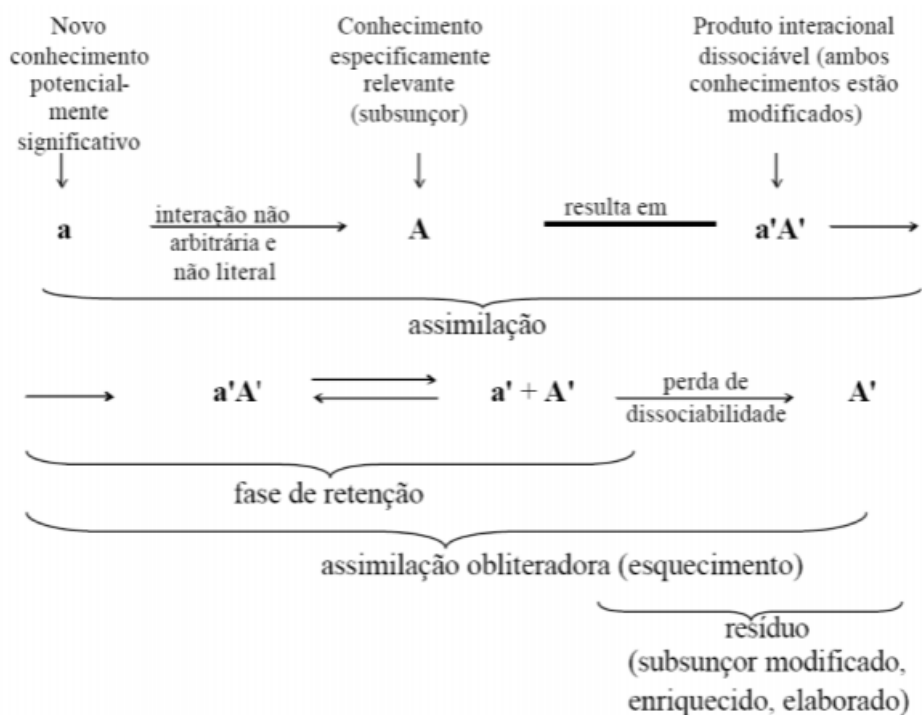 Novo
conhecimento
potencial-
mente
significativo
Conhecimento
especificamente
relevante
(subsunçor)
Produto interacional
dissociável (ambos
conhecimentos estão
modificados)
a
interação não
arbitrária e
não literal
A
resulta em
a'A'
assimilação
a'A'
a' + A'
perda de
dissociabilidade
A'
fase de retenção
assimilação obliteradora (esquecimento)
resíduo
(subsunçor modificado,
enriquecido, elaborado)